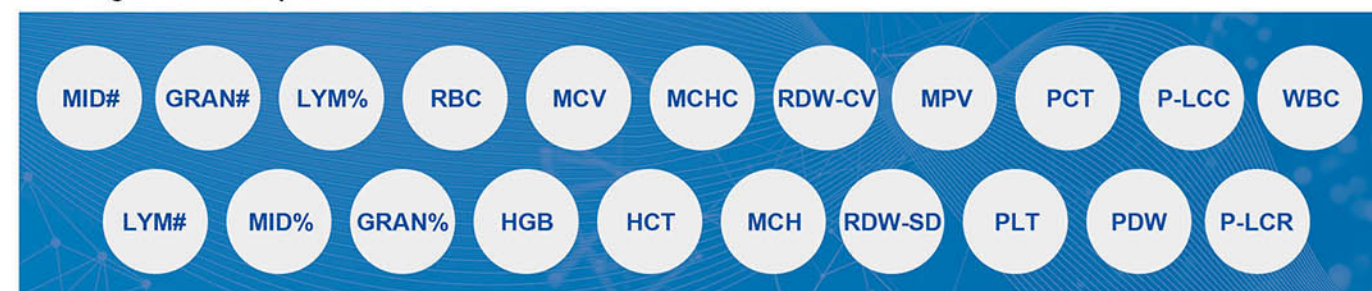 MID# GRAN# LYM% RBC MCV MCHC RDW-CV MPV PCT P-LCC WBC
LYM# MID% GRAN% HGB HCT MCH RDW-SD PLT PDW P-LCR